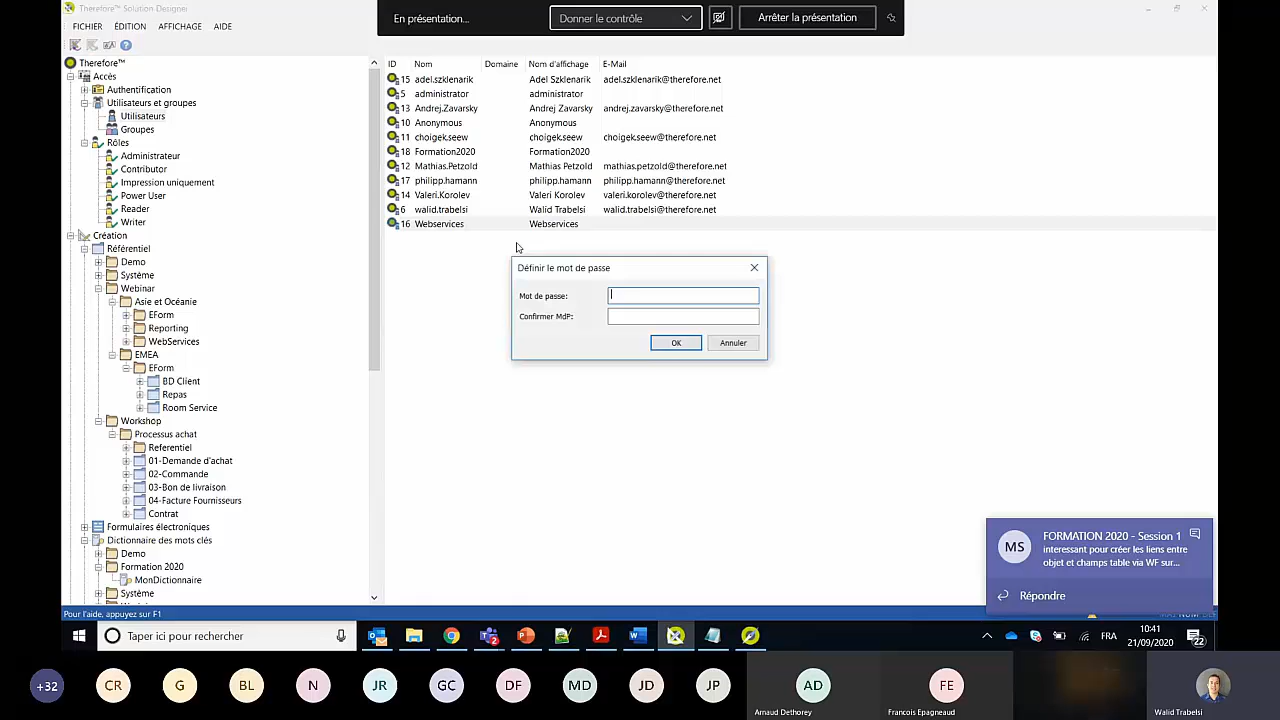 Therefore™ Solution Designer
En présentation...
Donner le contrôle
Arrêter la présentation
FICHIER ÉDITION AFFICHAGE AIDE
Therefore™
Accès
Authentification
Utilisateurs et groupes
Utilisateurs
Groupes
Rôles
Administrateur
Contributor
Impression uniquement
Power User
Reader
Writer
Création
Référentiel
Demo
Système
Webinar
Asie et Océanie
EForm
Reporting
WebServices
EMEA
EForm
BD Client
Repas
Room Service
Workshop
Processus achat
Referentiel
01-Demande d'achat
02-Commande
03-Bon de livraison
04-Facture Fournisseurs
Contrat
Formulaires électroniques
Dictionnaire des mots clés
Demo
Formation 2020
MonDictionnaire
Système
ID Nom Domaine Nom d'affichage E-Mail
15 adel.szklenarik Adel Szklenarik adel.szklenarik@therefore.net
5 administrator administrator
13 Andrej.Zavarsky Andrej Zavarsky andrej.zavarsky@therefore.net
10 Anonymous Anonymous
11 choigek.seew choigek.seew choigek.seew@therefore.net
18 Formation2020 Formation2020
12 Mathias.Petzold Mathias Petzold mathias.petzold@therefore.net
17 philipp.hamann philipp.hamann philipp.hamann@therefore.net
14 Valeri.Korolev Valeri Korolev valeri.korolev@therefore.net
6 walid.trabelsi Walid Trabelsi walid.trabelsi@therefore.net
16 Webservices Webservices
Définir le mot de passe
Mot de passe:
Confirmer MdP:
OK Annuler
MS
FORMATION 2020 - Session 1
interessant pour créer les liens entre
objet et champs table via WF sur...
Répondre
Pour l'aide, appuyez sur F1
Taper ici pour rechercher
FRA
10:41
21/09/2020
22
+32 CR G BL N JR GC DF MD JD JP AD FE
Arnaud Dethorey Francois Epagneaud Walid Trabelsi